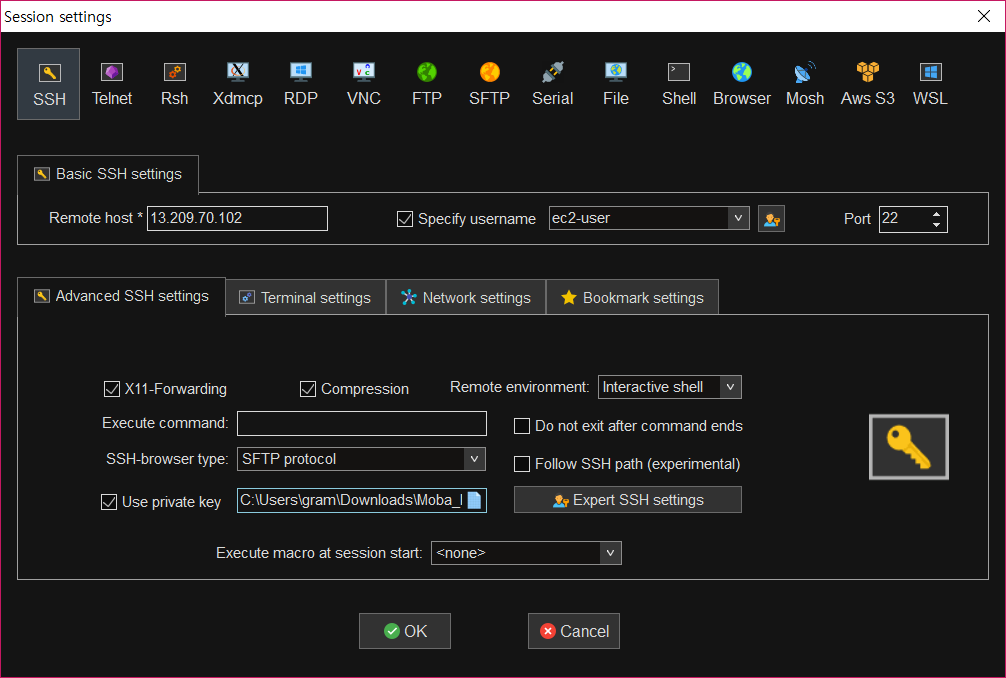 Session settings
SSH Telnet Rsh Xdmcp RDP VNC FTP SFTP Serial File Shell Browser Mosh Aws S3 WSL
Basic SSH settings
Remote host * 13.209.70.102 Specify username ec2-user Port 22
Advanced SSH settings Terminal settings Network settings Bookmark settings
X11-Forwarding Compression Remote environment: Interactive shell
Execute command: Do not exit after command ends
SSH-browser type: SFTP protocol Follow SSH path (experimental)
Use private key C:\Users\gram\Downloads\Moba_ Expert SSH settings
Execute macro at session start: <none>
OK Cancel